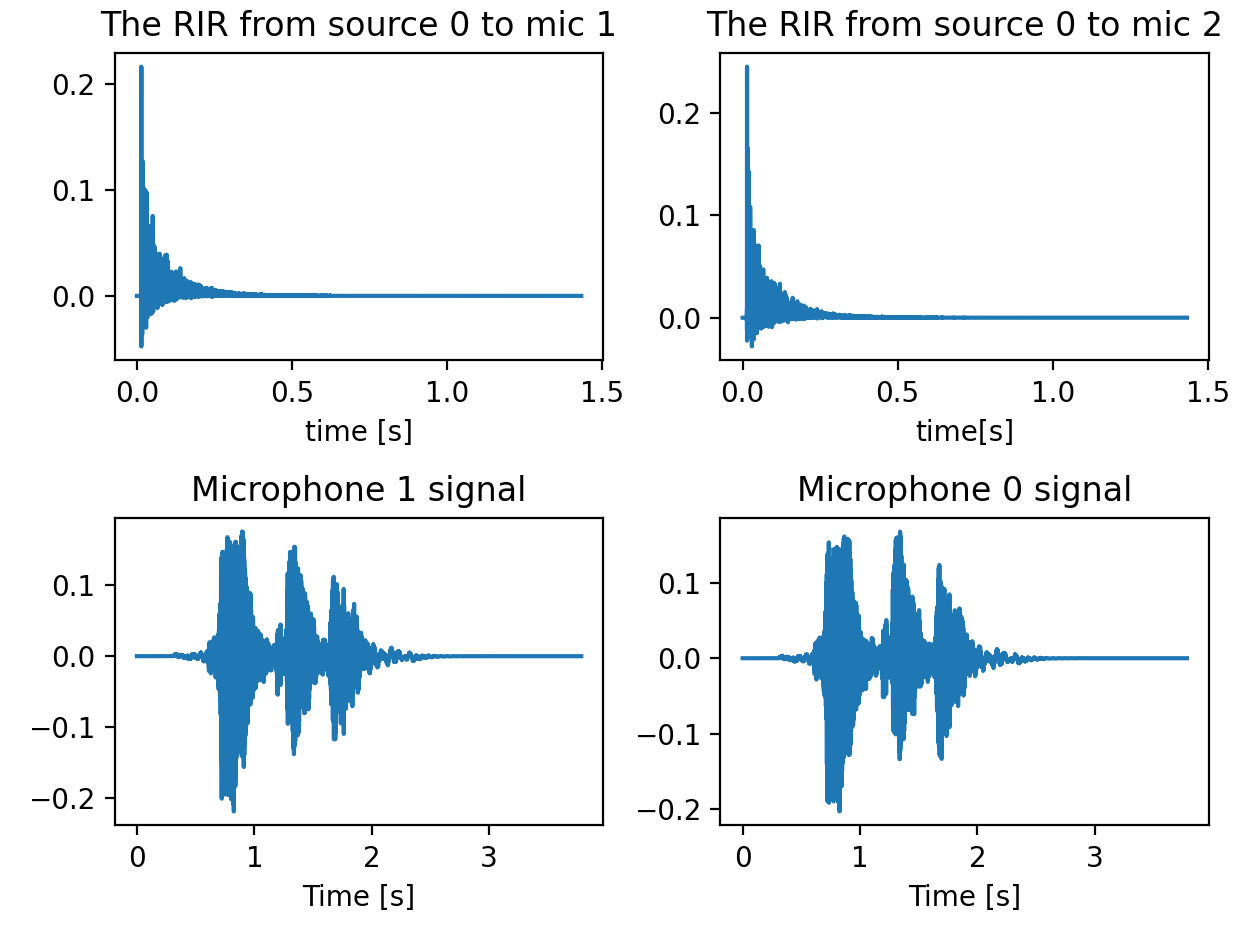 The RIR from source 0 to mic 1
0.2
0.1
0.0
0.0 0.5 1.0 1.5
time [s]
The RIR from source 0 to mic 2
0.2
0.1
0.0
0.0 0.5 1.0 1.5
time[s]
Microphone 1 signal
0.1
0.0
−0.1
−0.2
0 1 2 3
Time [s]
Microphone 0 signal
0.1
0.0
−0.1
−0.2
0 1 2 3
Time [s]